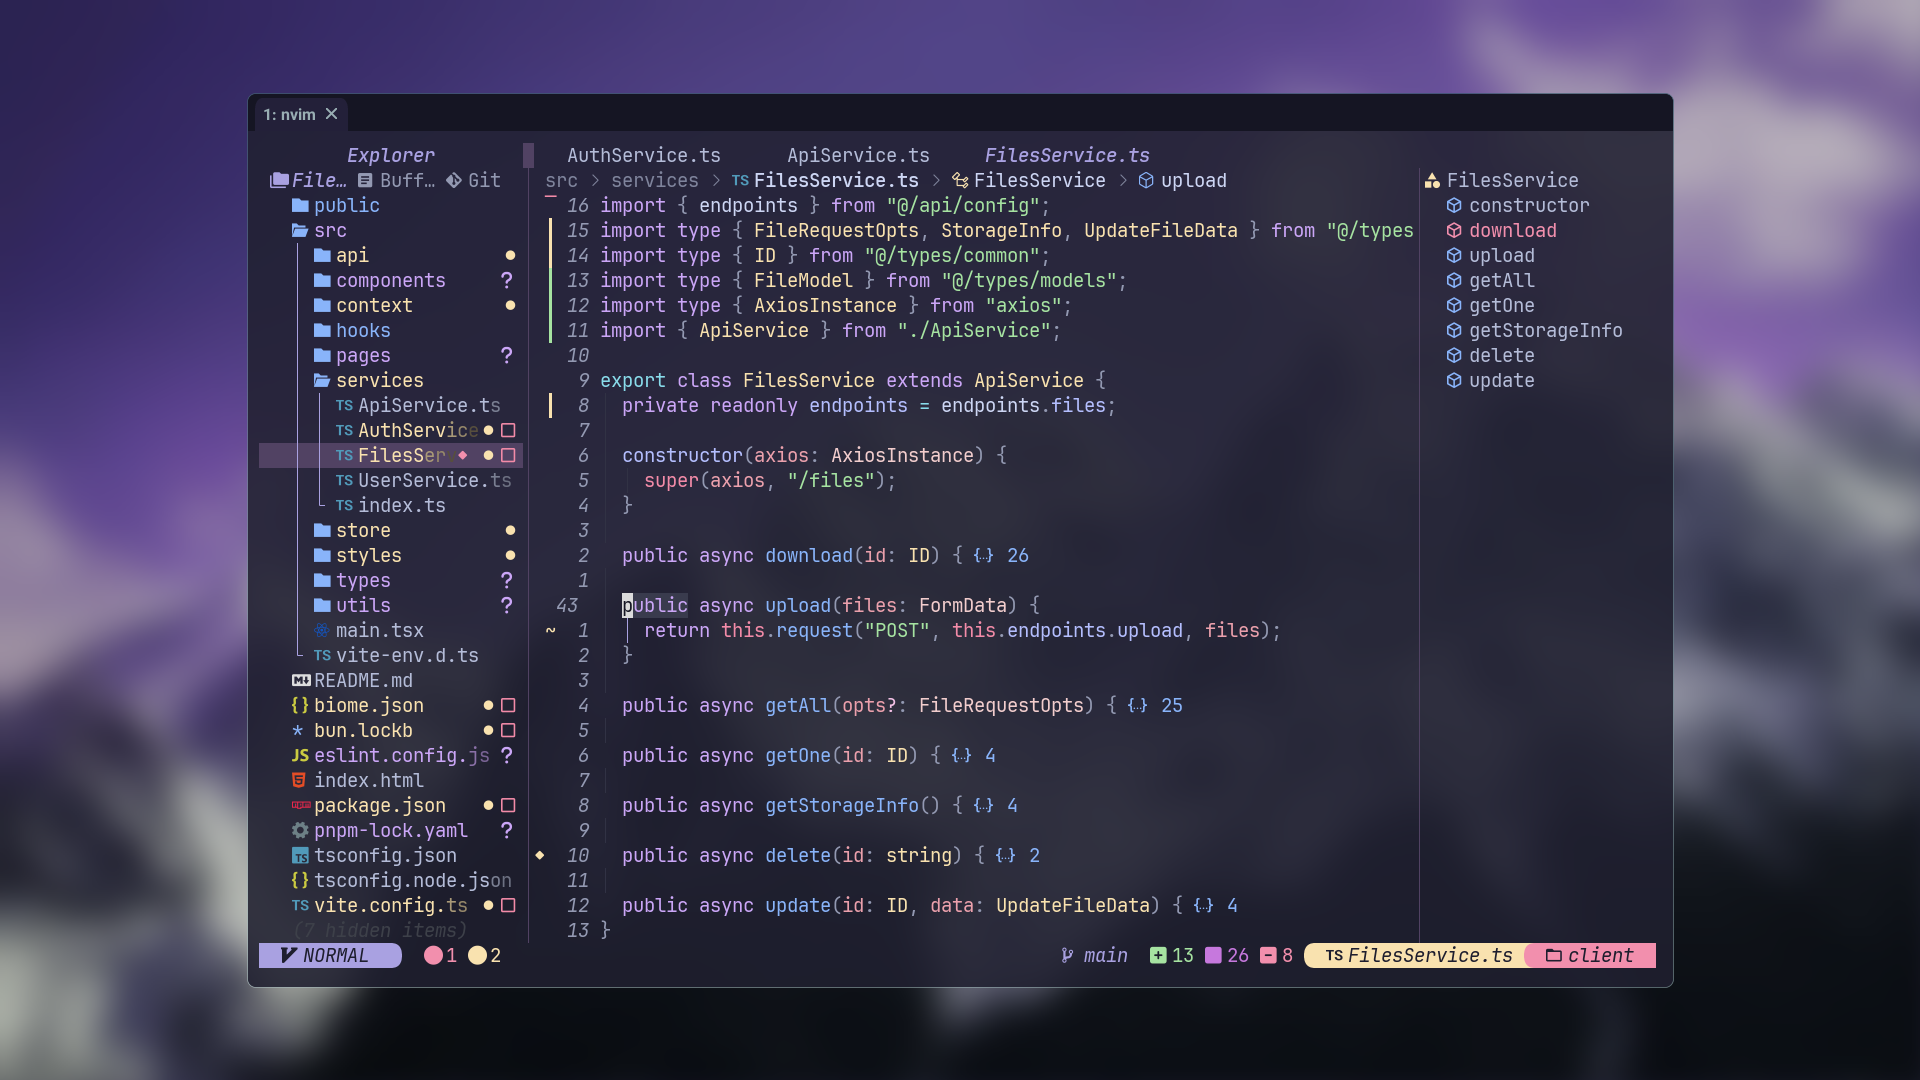 1: nvim
Explorer
File… Buff… Git
public
src
api
components ?
context
hooks
pages ?
services
TS ApiService.ts
TS AuthService
TS FilesSer
TS UserService.ts
TS index.ts
store
styles
types ?
utils ?
main.tsx
TS vite-env.d.ts
README.md
{} biome.json
* bun.lockb
JS eslint.config.js ?
index.html
package.json
pnpm-lock.yaml ?
TS tsconfig.json
{} tsconfig.node.json
TS vite.config.ts
(7 hidden items)
AuthService.ts ApiService.ts FilesService.ts
src > services > TS FilesService.ts > FilesService > upload
16 import { endpoints } from "@/api/config";
15 import type { FileRequestOpts, StorageInfo, UpdateFileData } from "@/types
14 import type { ID } from "@/types/common";
13 import type { FileModel } from "@/types/models";
12 import type { AxiosInstance } from "axios";
11 import { ApiService } from "./ApiService";
10
9 export class FilesService extends ApiService {
8 private readonly endpoints = endpoints.files;
7
6 constructor(axios: AxiosInstance) {
5 super(axios, "/files");
4 }
3
2 public async download(id: ID) { {…} 26
1
43 public async upload(files: FormData) {
~ 1 return this.request("POST", this.endpoints.upload, files);
2 }
3
4 public async getAll(opts?: FileRequestOpts) { {…} 25
5
6 public async getOne(id: ID) { {…} 4
7
8 public async getStorageInfo() { {…} 4
9
10 public async delete(id: string) { {…} 2
11
12 public async update(id: ID, data: UpdateFileData) { {…} 4
13 }
FilesService
constructor
download
upload
getAll
getOne
getStorageInfo
delete
update
NORMAL 1 2 main + 13 26 - 8 TS FilesService.ts client